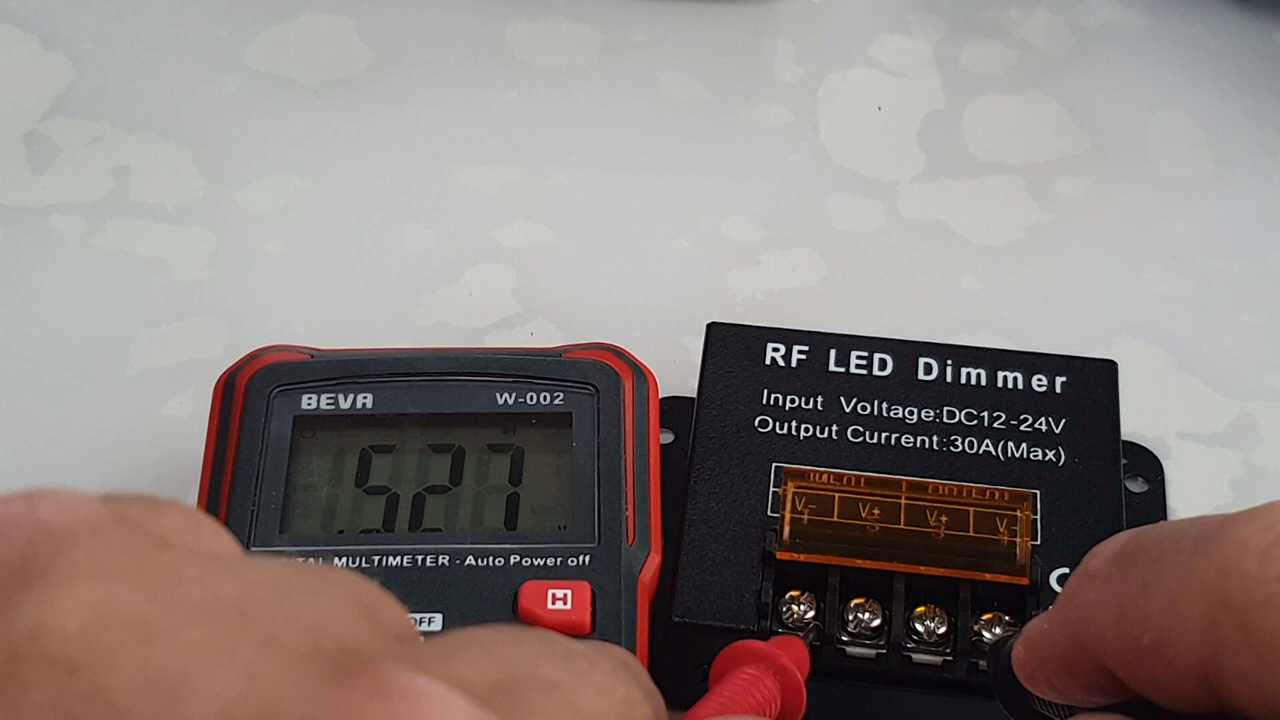 BEVA W-002
.527
DIGITAL MULTIMETER - Auto Power off
H
OFF
RF LED Dimmer
Input Voltage:DC12-24V
Output Current:30A(Max)
V- V+ V+ V-